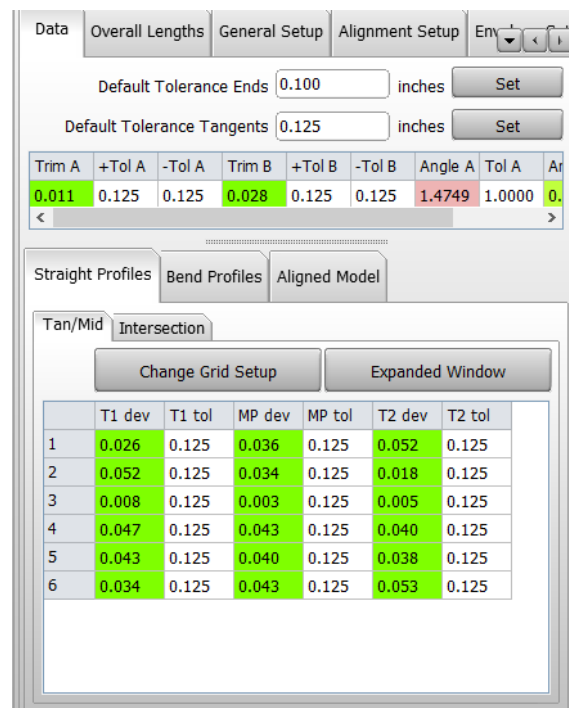 Data Overall Lengths General Setup Alignment Setup
Default Tolerance Ends 0.100 inches Set
Default Tolerance Tangents 0.125 inches Set
Trim A +Tol A -Tol A Trim B +Tol B -Tol B Angle A Tol A
0.011 0.125 0.125 0.028 0.125 0.125 1.4749 1.0000 0.
Straight Profiles Bend Profiles Aligned Model
Tan/Mid Intersection
Change Grid Setup Expanded Window
T1 dev T1 tol MP dev MP tol T2 dev T2 tol
1 0.026 0.125 0.036 0.125 0.052 0.125
2 0.052 0.125 0.034 0.125 0.018 0.125
3 0.008 0.125 0.003 0.125 0.005 0.125
4 0.047 0.125 0.043 0.125 0.040 0.125
5 0.043 0.125 0.040 0.125 0.038 0.125
6 0.034 0.125 0.043 0.125 0.053 0.125